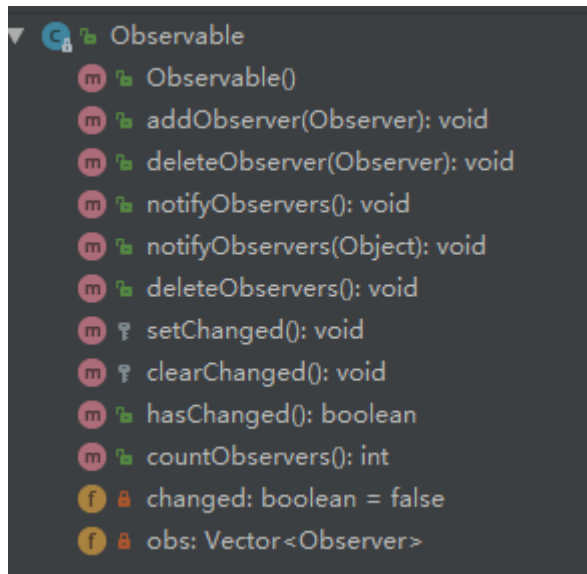 Observable
Observable()
addObserver(Observer): void
deleteObserver(Observer): void
notifyObservers(): void
notifyObservers(Object): void
deleteObservers(): void
setChanged(): void
clearChanged(): void
hasChanged(): boolean
countObservers(): int
changed: boolean = false
obs: Vector<Observer>